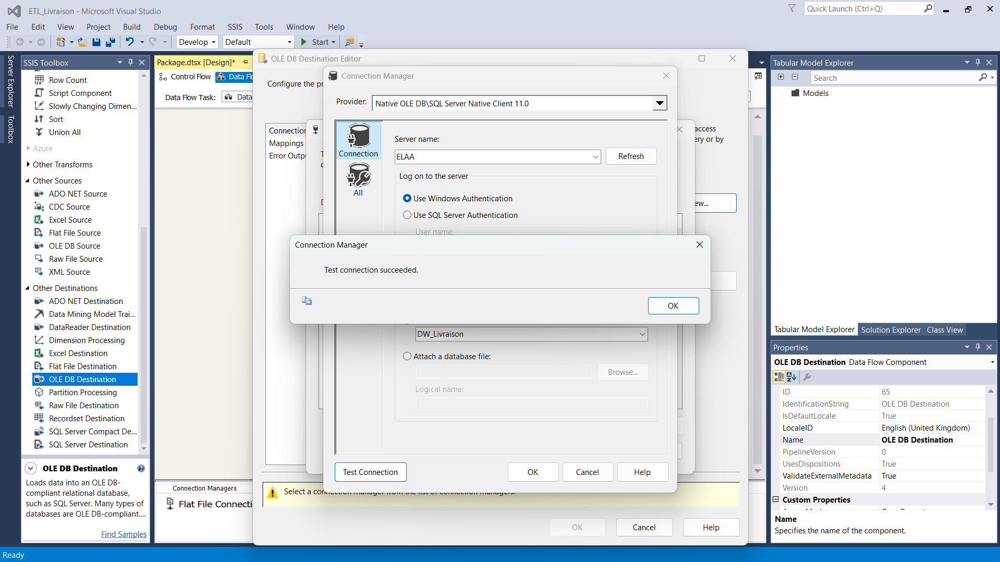 ETL_Livraison - Microsoft Visual Studio
Quick Launch (Ctrl+Q)
File Edit View Project Build Debug Format SSIS Tools Window Help
Develop Default Start
Server Explorer
Toolbox
SSIS Toolbox
Row Count
Script Component
Slowly Changing Dimen...
Sort
Union All
Azure
Other Transforms
Other Sources
ADO NET Source
CDC Source
Excel Source
Flat File Source
OLE DB Source
Raw File Source
XML Source
Other Destinations
ADO NET Destination
Data Mining Model Trai...
DataReader Destination
Dimension Processing
Excel Destination
Flat File Destination
OLE DB Destination
Partition Processing
Raw File Destination
Recordset Destination
SQL Server Compact De...
SQL Server Destination
OLE DB Destination
Loads data into an OLE DB-
compliant relational database,
such as SQL Server. Many types of
databases are OLE DB-compliant....
Find Samples
Package.dtsx [Design]*
Control Flow Data Fl
Data Flow Task: Data
Connection Managers
Flat File Connecti
OLE DB Destination Editor
Configure the pr
Connection
Mappings
Error Outpu
access
ery or by
ew...
Select a connection manager from the list of connection managers.
OK Cancel Help
Connection Manager
Provider: Native OLE DB\SQL Server Native Client 11.0
Connection
All
Server name:
ELAA Refresh
Log on to the server
Use Windows Authentication
Use SQL Server Authentication
User name:
Connection Manager
Test connection succeeded.
OK
DW_Livraison
Attach a database file:
Browse...
Logical name:
Test Connection OK Cancel Help
Tabular Model Explorer
Search
Models
Tabular Model Explorer Solution Explorer Class View
Properties
OLE DB Destination Data Flow Component
ID 65
IdentificationString OLE DB Destination
IsDefaultLocale True
LocaleID English (United Kingdom)
Name OLE DB Destination
PipelineVersion 0
UsesDispositions True
ValidateExternalMetadata True
Version 4
Custom Properties
Name
Specifies the name of the component.
Ready